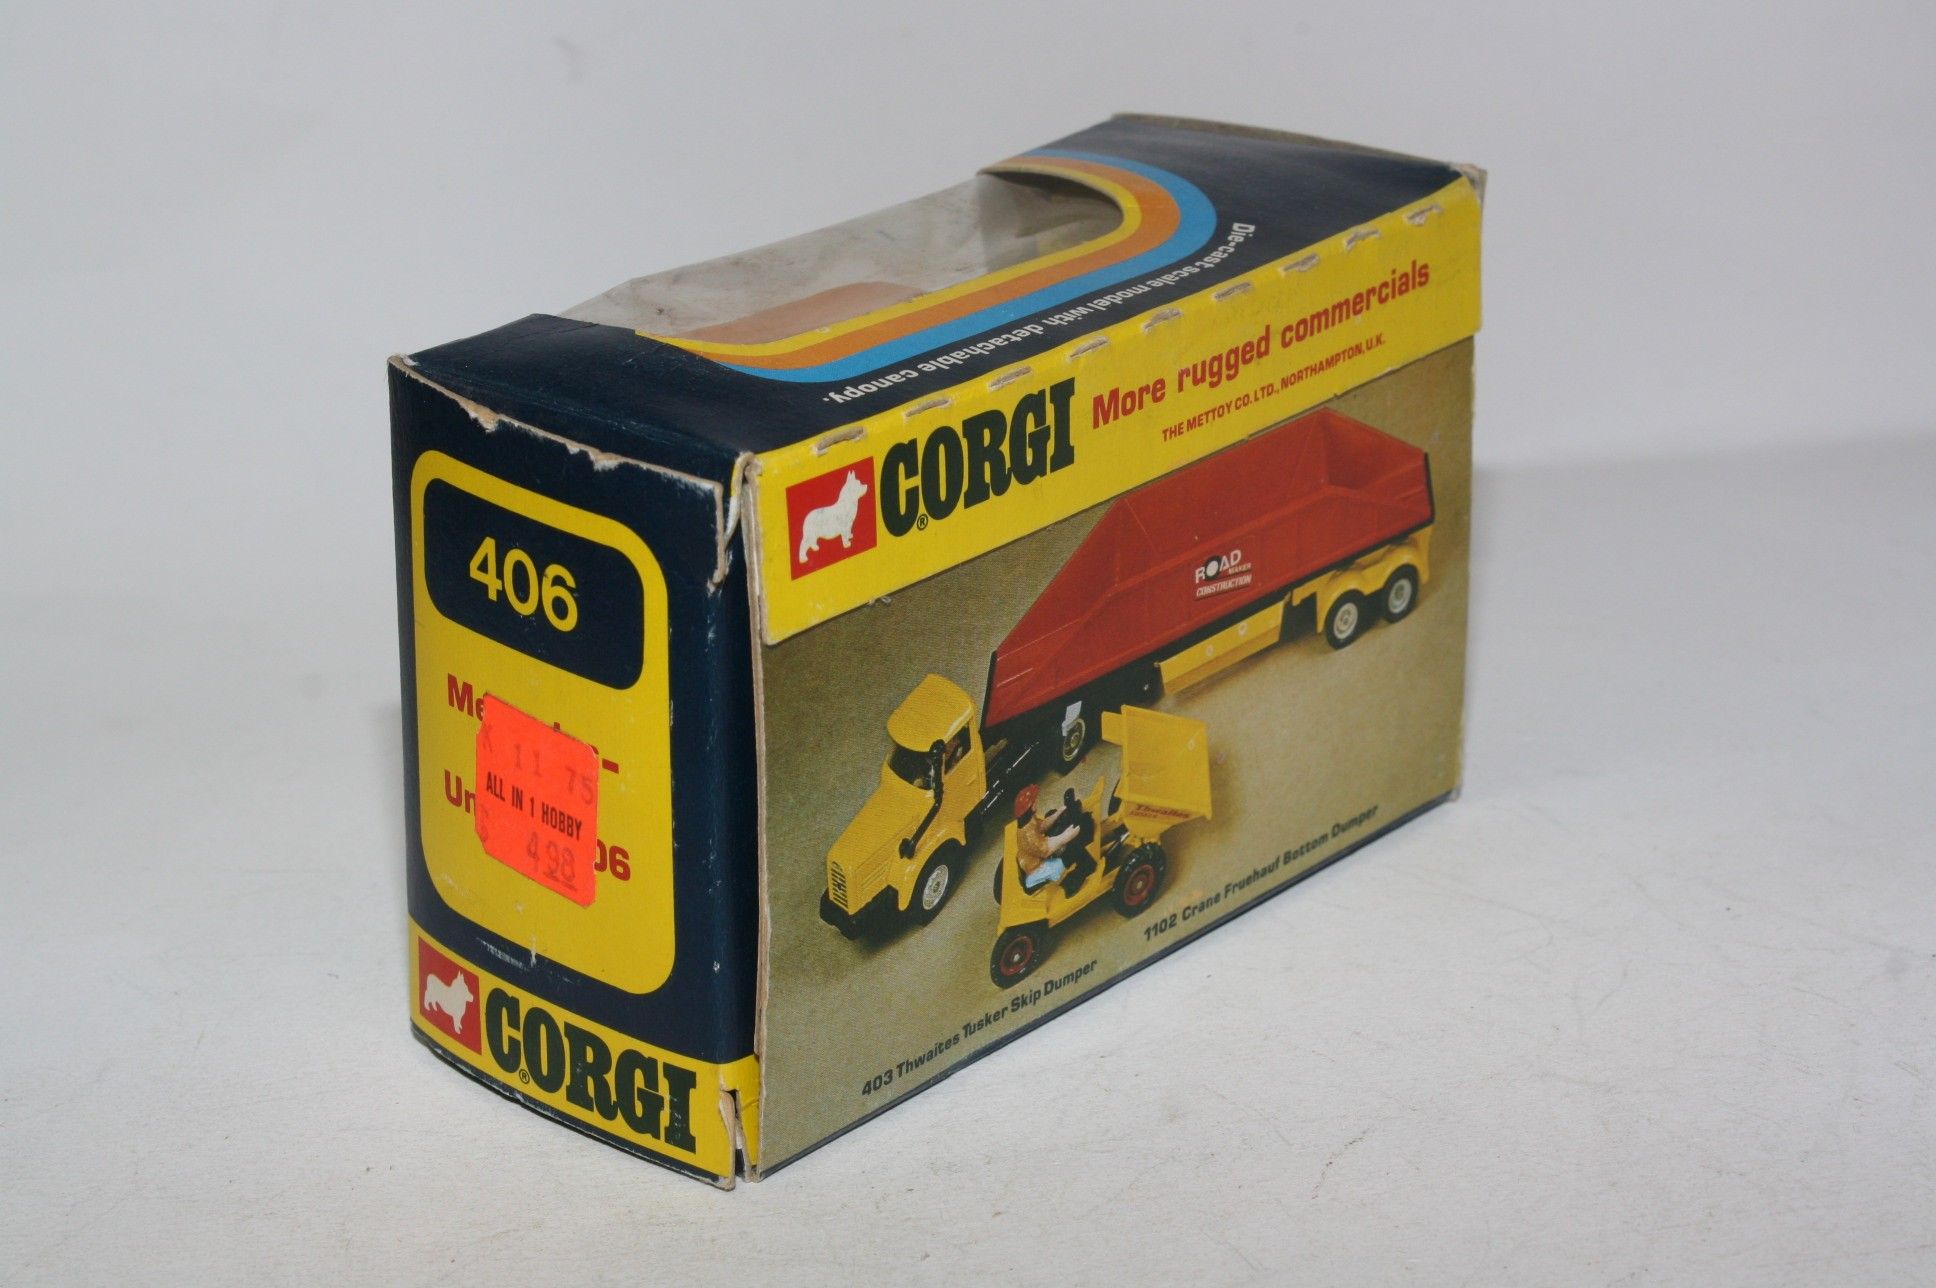 406
Me
Un 06
K 11 75
ALL IN 1 HOBBY
$ 4.98
CORGI®
Die-cast scale model with detachable canopy.
CORGI®
More rugged commercials
THE METTOY CO. LTD., NORTHAMPTON, U.K.
ROAD
MAKER
CONSTRUCTION
Thwaites
403 Thwaites Tusker Skip Dumper
1102 Crane Fruehauf Bottom Dumper